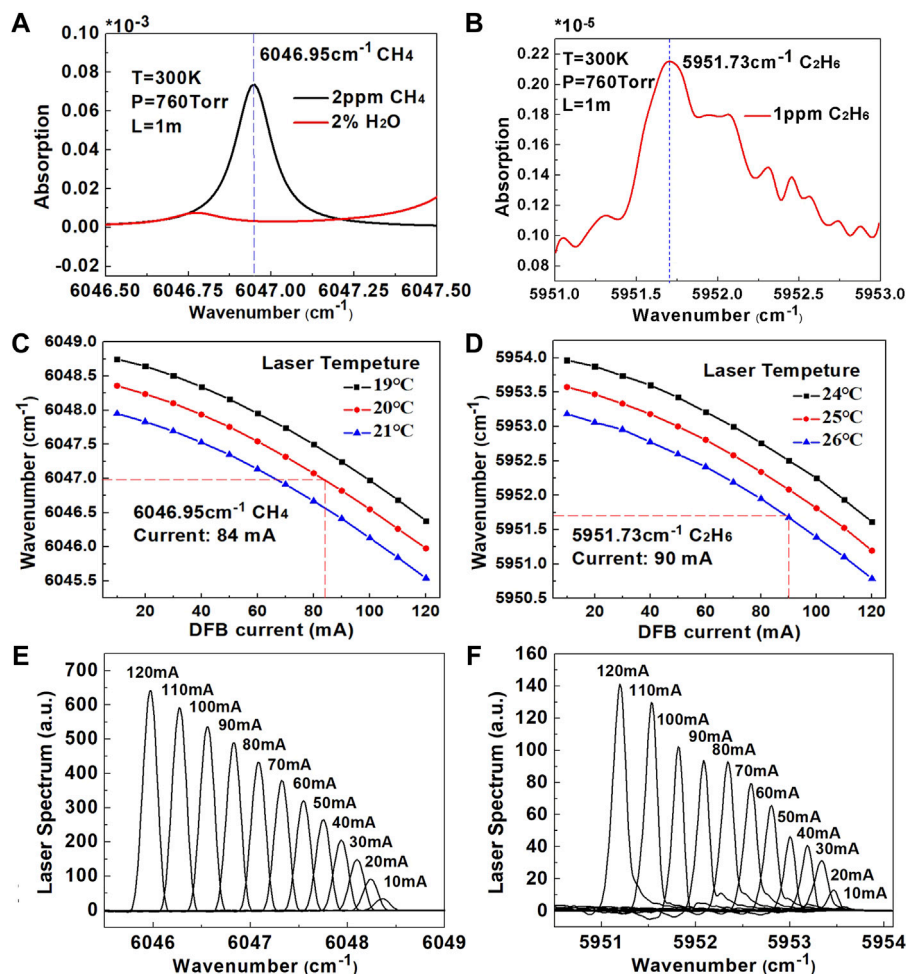 A
*10⁻³
0.10
0.08
0.06
0.04
0.02
0.00
-0.02
Absorption
6046.95cm⁻¹ CH₄
T=300K
P=760Torr
L=1m
2ppm CH₄
2% H₂O
6046.50 6046.75 6047.00 6047.25 6047.50
Wavenumber (cm⁻¹)
B
*10⁻⁵
0.22
0.20
0.18
0.16
0.14
0.12
0.10
0.08
Absorption
5951.73cm⁻¹ C₂H₆
T=300K
P=760Torr
L=1m
1ppm C₂H₆
5951.0 5951.5 5952.0 5952.5 5953.0
Wavenumber (cm⁻¹)
C
6049.0
6048.5
6048.0
6047.5
6047.0
6046.5
6046.0
6045.5
Wavenumber (cm⁻¹)
Laser Tempeture
19°C
20°C
21°C
6046.95cm⁻¹ CH₄
Current: 84 mA
20 40 60 80 100 120
DFB current (mA)
D
5954.0
5953.5
5953.0
5952.5
5952.0
5951.5
5951.0
5950.5
Wavenumber (cm⁻¹)
Laser Tempeture
24°C
25°C
26°C
5951.73cm⁻¹ C₂H₆
Current: 90 mA
20 40 60 80 100 120
DFB current (mA)
E
700
600
500
400
300
200
100
0
Laser Spectrum (a.u.)
120mA
110mA
100mA
90mA
80mA
70mA
60mA
50mA
40mA
30mA
20mA
10mA
6046 6047 6048 6049
Wavenumber (cm⁻¹)
F
160
140
120
100
80
60
40
20
0
Laser Spectrum (a.u.)
120mA
110mA
100mA
90mA
80mA
70mA
60mA
50mA
40mA
30mA
20mA
10mA
5951 5952 5953 5954
Wavenumber (cm⁻¹)